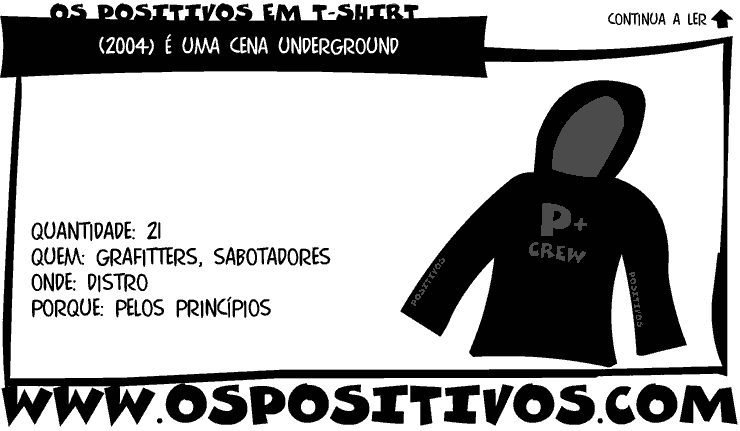 OS POSITIVOS EM T-SHIRT
CONTINUA A LER
(2004) É UMA CENA UNDERGROUND
QUANTIDADE: 21
QUEM: GRAFITTERS, SABOTADORES
ONDE: DISTRO
PORQUE: PELOS PRINCÍPIOS
P+
CREW
POSITIVOS
POSITIVOS
WWW.OSPOSITIVOS.COM